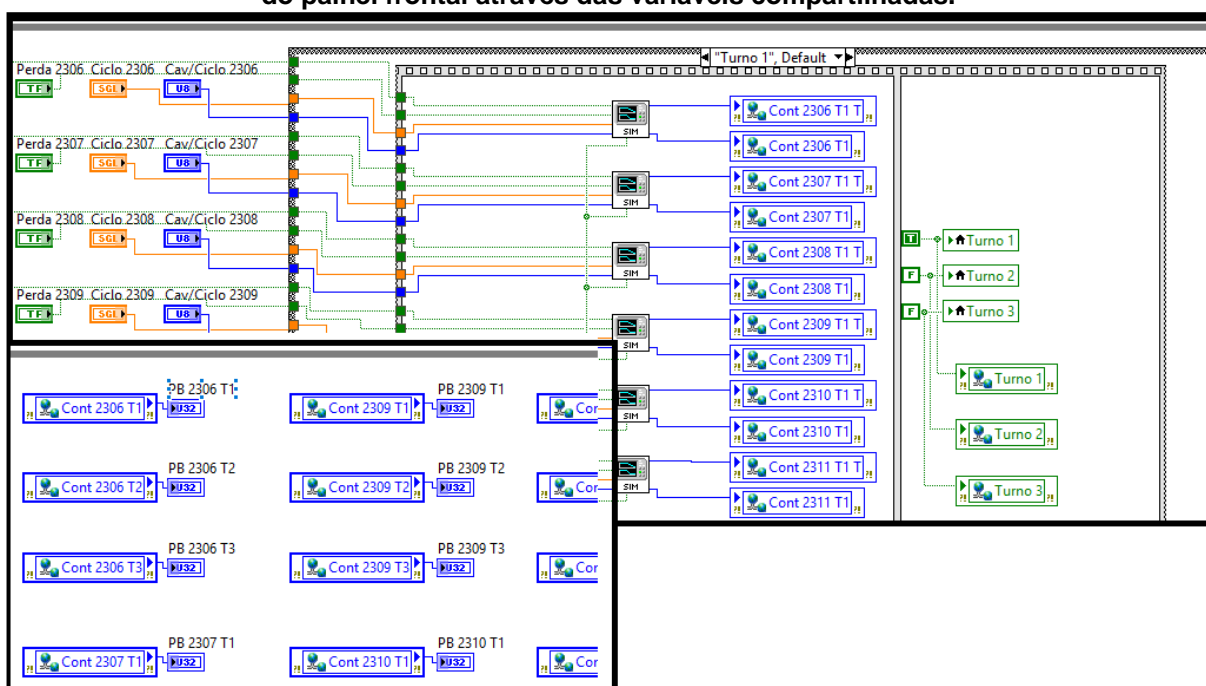 do painel frontal através das variáveis compartilhadas.
"Turno 1", Default
Perda 2306 Ciclo 2306 Cav/Ciclo 2306
TF SGL U8
Perda 2307 Ciclo 2307 Cav/Ciclo 2307
TF SGL U8
Perda 2308 Ciclo 2308 Cav/Ciclo 2308
TF SGL U8
Perda 2309 Ciclo 2309 Cav/Ciclo 2309
TF SGL U8
SIM
Cont 2306 T1 T
Cont 2306 T1
SIM
Cont 2307 T1 T
Cont 2307 T1
SIM
Cont 2308 T1 T
Cont 2308 T1
SIM
Cont 2309 T1 T
Cont 2309 T1
SIM
Cont 2310 T1 T
Cont 2310 T1
SIM
Cont 2311 T1 T
Cont 2311 T1
T Turno 1
F Turno 2
F Turno 3
Turno 1
Turno 2
Turno 3
PB 2306 T1
Cont 2306 T1 U32
PB 2309 T1
Cont 2309 T1 U32
Con
PB 2306 T2
Cont 2306 T2 U32
PB 2309 T2
Cont 2309 T2 U32
Con
PB 2306 T3
Cont 2306 T3 U32
PB 2309 T3
Cont 2309 T3 U32
Con
PB 2307 T1
Cont 2307 T1 U32
PB 2310 T1
Cont 2310 T1 U32
Con